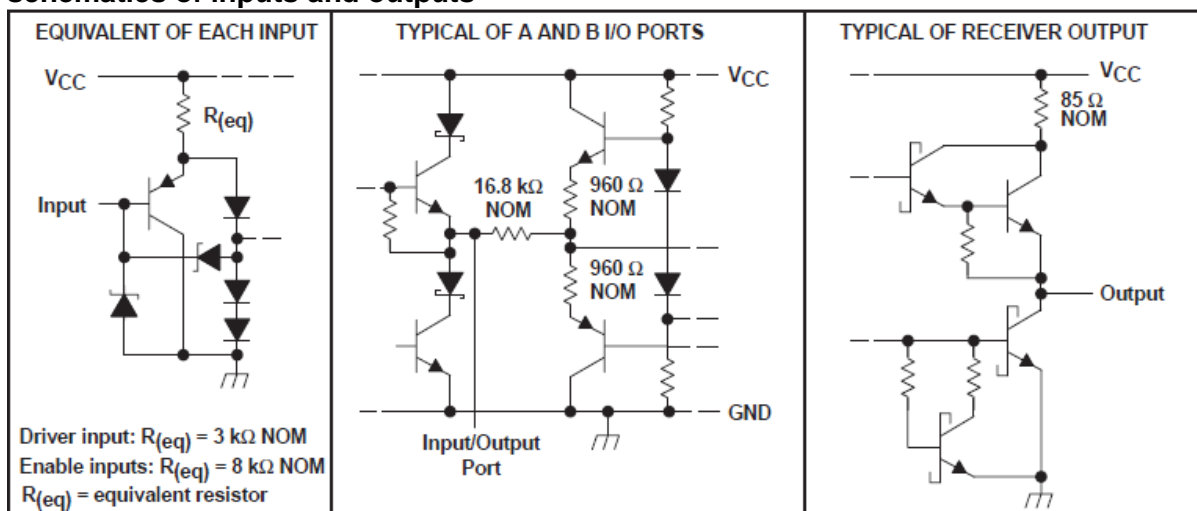 schematics of inputs and outputs
EQUIVALENT OF EACH INPUT
VCC
R(eq)
Input
Driver input: R(eq) = 3 kΩ NOM
Enable inputs: R(eq) = 8 kΩ NOM
R(eq) = equivalent resistor
TYPICAL OF A AND B I/O PORTS
VCC
16.8 kΩ
NOM
960 Ω
NOM
960 Ω
NOM
GND
Input/Output
Port
TYPICAL OF RECEIVER OUTPUT
VCC
85 Ω
NOM
Output